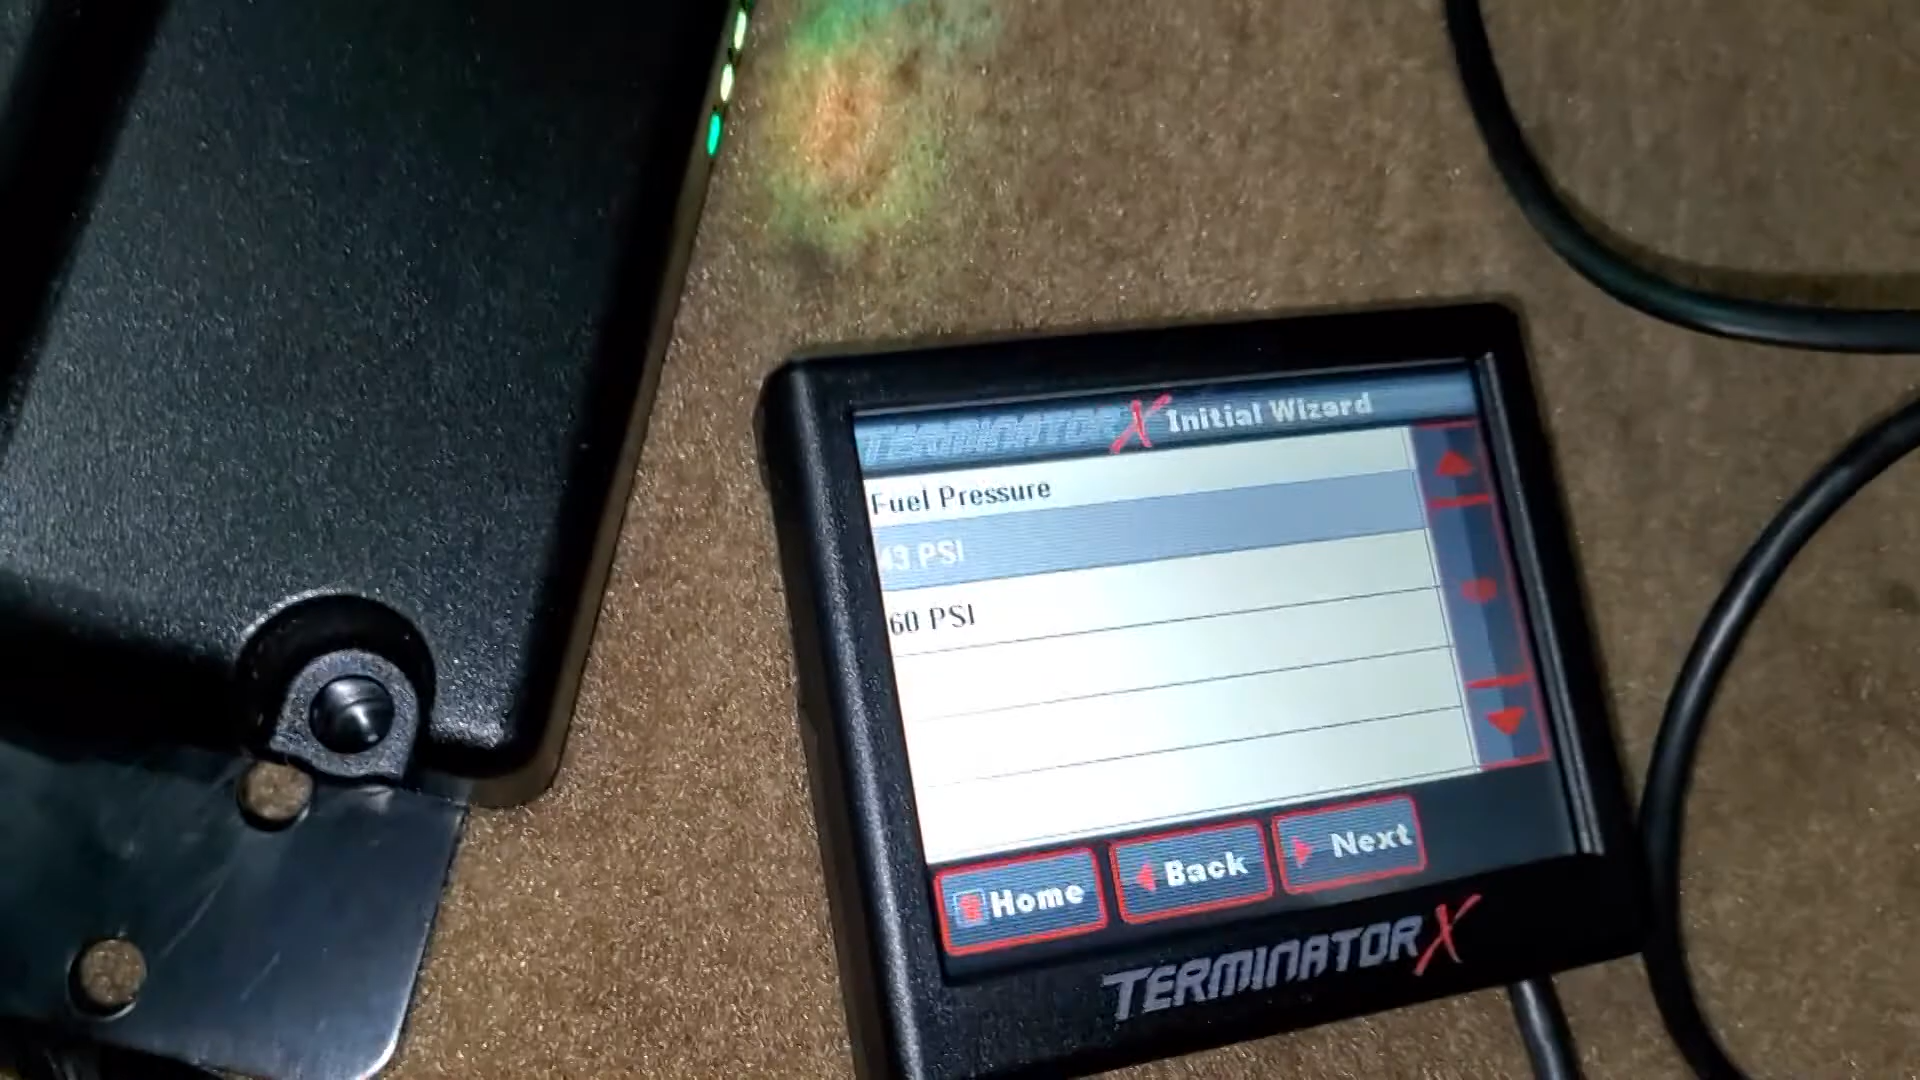 TERMINATOR X Initial Wizard
Fuel Pressure
43 PSI
60 PSI
Home Back Next
TERMINATOR X